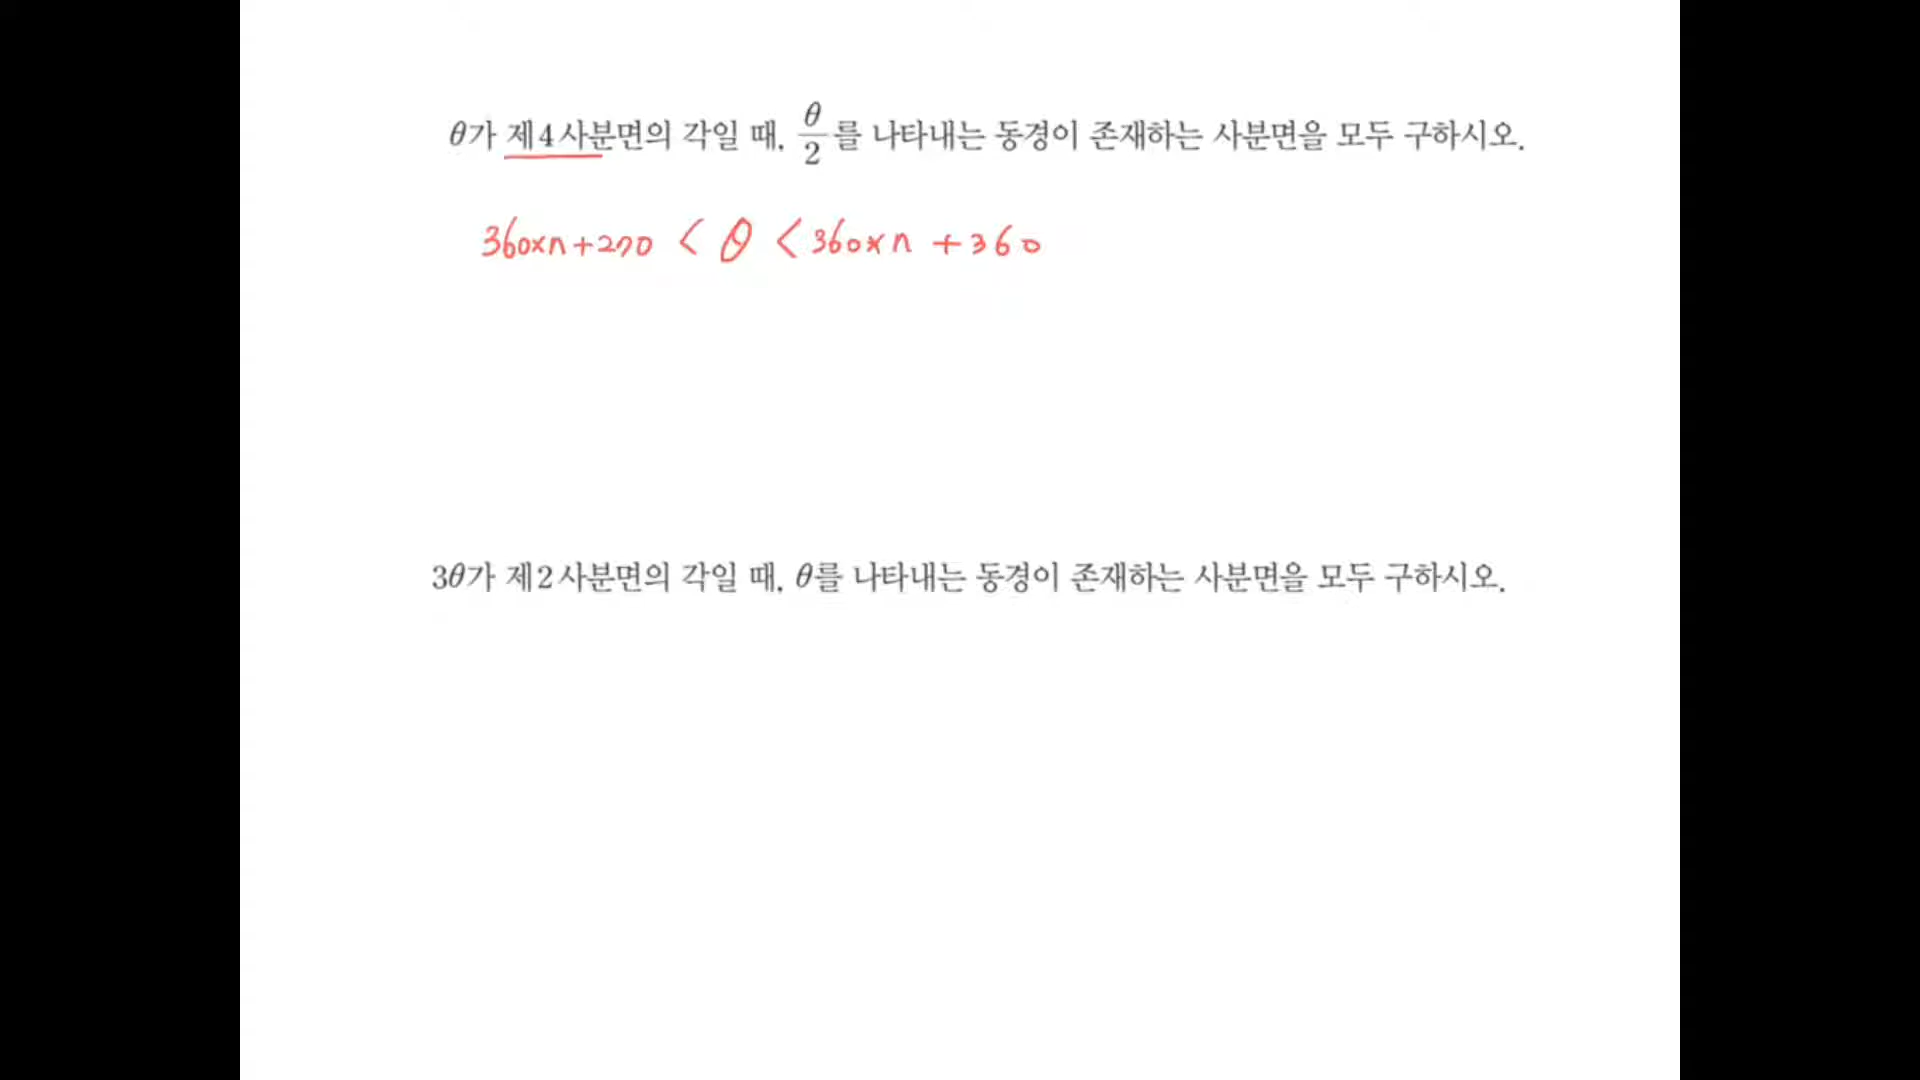 θ가 제4사분면의 각일 때, θ/2를 나타내는 동경이 존재하는 사분면을 모두 구하시오.
360×n+270 < θ < 360×n +360
3θ가 제2사분면의 각일 때, θ를 나타내는 동경이 존재하는 사분면을 모두 구하시오.